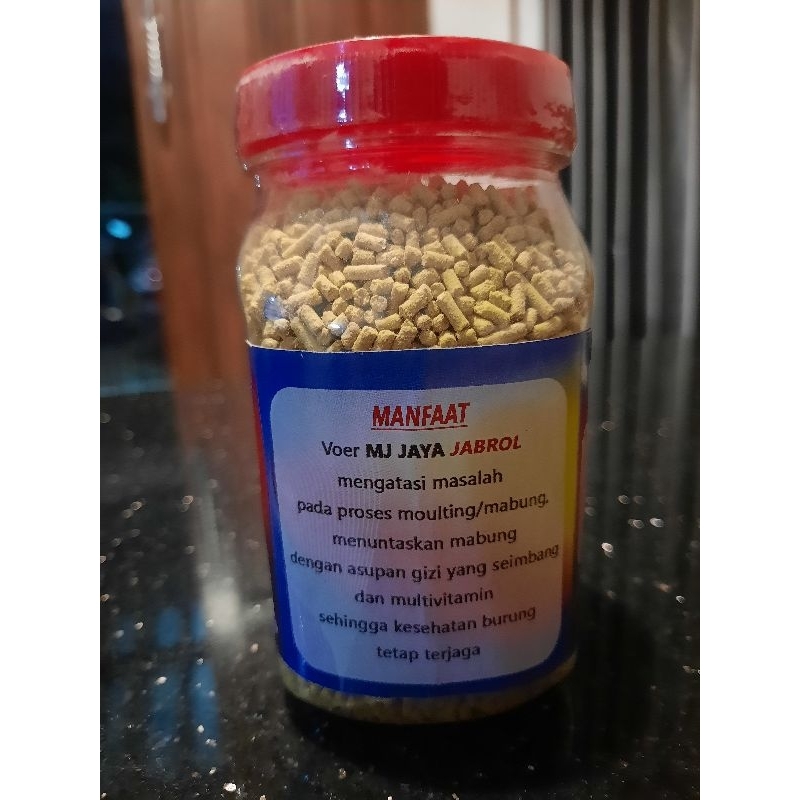 MANFAAT
Voer MJ JAYA JABROL
mengatasi masalah
pada proses moulting/mabung,
menuntaskan mabung
dengan asupan gizi yang seimbang
dan multivitamin
sehingga kesehatan burung
tetap terjaga